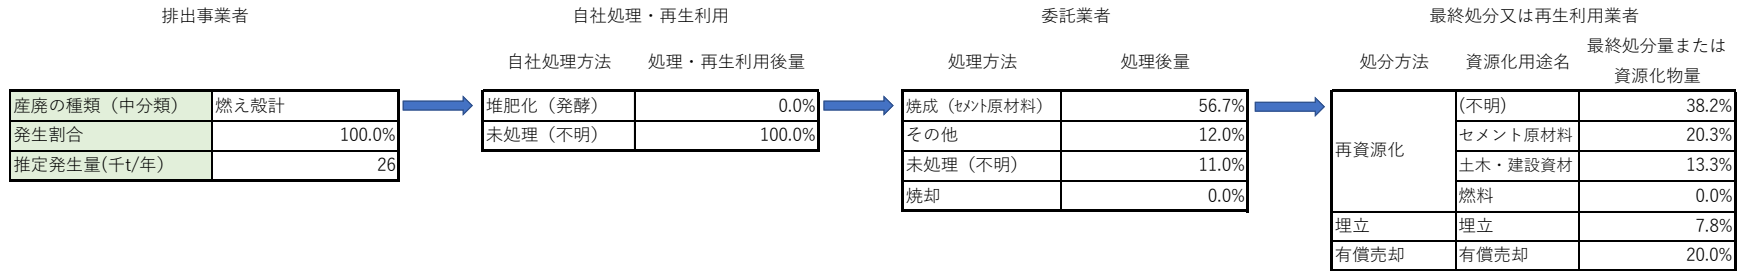 排出事業者
自社処理・再生利用
委託業者
最終処分又は再生利用業者
自社処理方法 処理・再生利用後量
処理方法 処理後量
処分方法 資源化用途名 最終処分量または
資源化物量
産廃の種類（中分類） 燃え殻計
発生割合 100.0%
推定発生量(千t/年） 26
堆肥化（発酵） 0.0%
未処理（不明） 100.0%
焼成（ｾﾒﾝﾄ原材料） 56.7%
その他 12.0%
未処理（不明） 11.0%
焼却 0.0%
再資源化
(不明) 38.2%
セメント原材料 20.3%
土木・建設資材 13.3%
燃料 0.0%
埋立 埋立 7.8%
有償売却 有償売却 20.0%